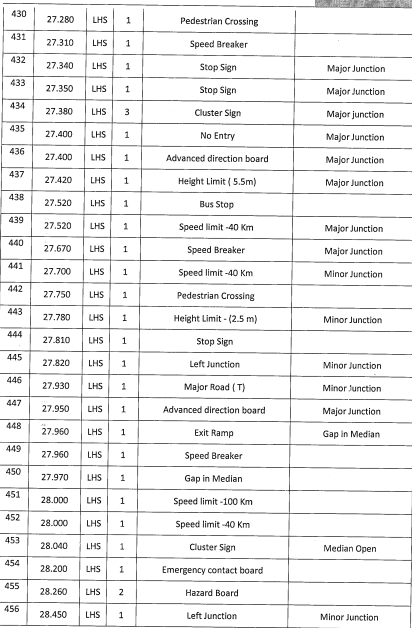 430 27.280 LHS 1 Pedestrian Crossing
431 27.310 LHS 1 Speed Breaker
432 27.340 LHS 1 Stop Sign Major Junction
433 27.350 LHS 1 Stop Sign Major Junction
434 27.380 LHS 3 Cluster Sign Major junction
435 27.400 LHS 1 No Entry Major Junction
436 27.400 LHS 1 Advanced direction board Major Junction
437 27.420 LHS 1 Height Limit ( 5.5m) Major Junction
438 27.520 LHS 1 Bus Stop
439 27.520 LHS 1 Speed limit -40 Km Major Junction
440 27.670 LHS 1 Speed Breaker Major Junction
441 27.700 LHS 1 Speed limit -40 Km Minor Junction
442 27.750 LHS 1 Pedestrian Crossing
443 27.780 LHS 1 Height Limit - (2.5 m) Minor Junction
444 27.810 LHS 1 Stop Sign
445 27.820 LHS 1 Left Junction Minor Junction
446 27.930 LHS 1 Major Road ( T) Minor Junction
447 27.950 LHS 1 Advanced direction board Major Junction
448 27.960 LHS 1 Exit Ramp Gap in Median
449 27.960 LHS 1 Speed Breaker
450 27.970 LHS 1 Gap in Median
451 28.000 LHS 1 Speed limit -100 Km
452 28.000 LHS 1 Speed limit -40 Km
453 28.040 LHS 1 Cluster Sign Median Open
454 28.200 LHS 1 Emergency contact board
455 28.260 LHS 2 Hazard Board
456 28.450 LHS 1 Left Junction Minor Junction